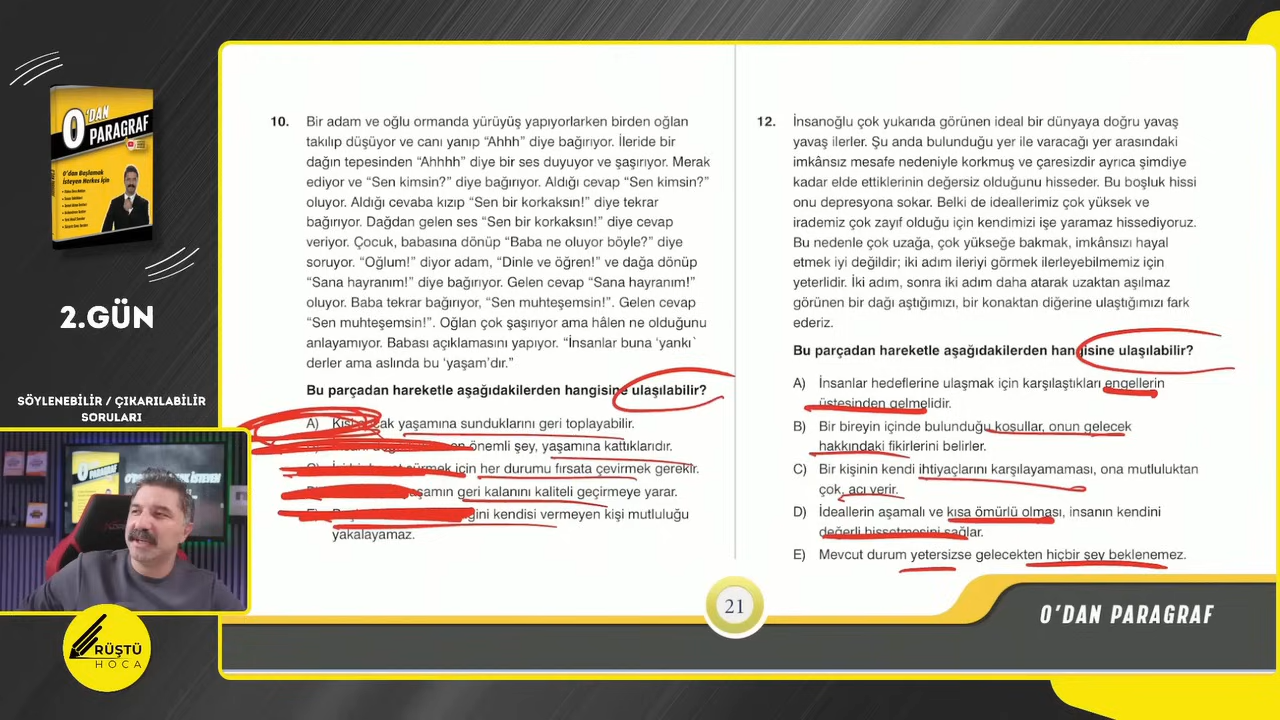 O'DAN
PARAGRAF
O'dan Başlamak
İsteyen Herkes İçin
2.GÜN
SÖYLENEBİLİR / ÇIKARILABİLİR
SORULARI
RÜŞTÜ
HOCA
10. Bir adam ve oğlu ormanda yürüyüş yapıyorlarken birden oğlan
takılıp düşüyor ve canı yanıp “Ahhh” diye bağırıyor. İleride bir
dağın tepesinden “Ahhhh” diye bir ses duyuyor ve şaşırıyor. Merak
ediyor ve “Sen kimsin?” diye bağırıyor. Aldığı cevap “Sen kimsin?”
oluyor. Aldığı cevaba kızıp “Sen bir korkaksın!” diye tekrar
bağırıyor. Dağdan gelen ses “Sen bir korkaksın!” diye cevap
veriyor. Çocuk, babasına dönüp “Baba ne oluyor böyle?” diye
soruyor. “Oğlum!” diyor adam, “Dinle ve öğren!” ve dağa dönüp
“Sana hayranım!” diye bağırıyor. Gelen cevap “Sana hayranım!”
oluyor. Baba tekrar bağırıyor, “Sen muhteşemsin!”. Gelen cevap
“Sen muhteşemsin!”. Oğlan çok şaşırıyor ama hâlen ne olduğunu
anlayamıyor. Babası açıklamasını yapıyor. “İnsanlar buna ‘yankı`
derler ama aslında bu ‘yaşam’dır.”
Bu parçadan hareketle aşağıdakilerden hangisine ulaşılabilir?
A) yaşamına sunduklarını geri toplayabilir.
önemli şey, yaşamına kattıklarıdır.
için her durumu fırsata çevirmek gerekir.
yaşamın geri kalanını kaliteli geçirmeye yarar.
kendisi vermeyen kişi mutluluğu
yakalayamaz.
12. İnsanoğlu çok yukarıda görünen ideal bir dünyaya doğru yavaş
yavaş ilerler. Şu anda bulunduğu yer ile varacağı yer arasındaki
imkânsız mesafe nedeniyle korkmuş ve çaresizdir ayrıca şimdiye
kadar elde ettiklerinin değersiz olduğunu hisseder. Bu boşluk hissi
onu depresyona sokar. Belki de ideallerimiz çok yüksek ve
irademiz çok zayıf olduğu için kendimizi işe yaramaz hissediyoruz.
Bu nedenle çok uzağa, çok yükseğe bakmak, imkânsızı hayal
etmek iyi değildir; iki adım ileriyi görmek ilerleyebilmemiz için
yeterlidir. İki adım, sonra iki adım daha atarak uzaktan aşılmaz
görünen bir dağı aştığımızı, bir konaktan diğerine ulaştığımızı fark
ederiz.
Bu parçadan hareketle aşağıdakilerden hangisine ulaşılabilir?
A) İnsanlar hedeflerine ulaşmak için karşılaştıkları engellerin
üstesinden gelmelidir.
B) Bir bireyin içinde bulunduğu koşullar, onun gelecek
hakkındaki fikirlerini belirler.
C) Bir kişinin kendi ihtiyaçlarını karşılayamaması, ona mutluluktan
çok, acı verir.
D) İdeallerin aşamalı ve kısa ömürlü olması, insanın kendini
değerli hissetmesini sağlar.
E) Mevcut durum yetersizse gelecekten hiçbir şey beklenemez.
21
O'DAN PARAGRAF